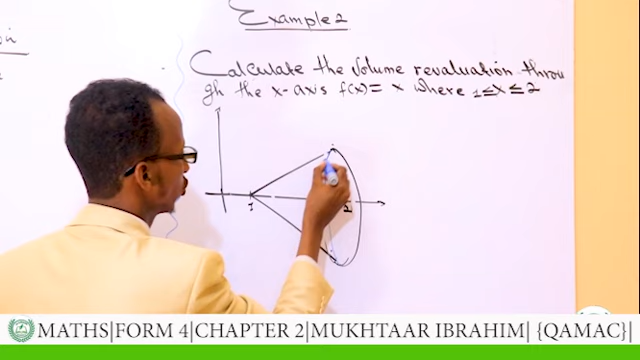 Example 2
Calculate the volume revaluation throu
gh the x-axis f(x)= x where 1≤x≤2
1
MATHS|FORM 4|CHAPTER 2|MUKHTAAR IBRAHIM| {QAMAC}|